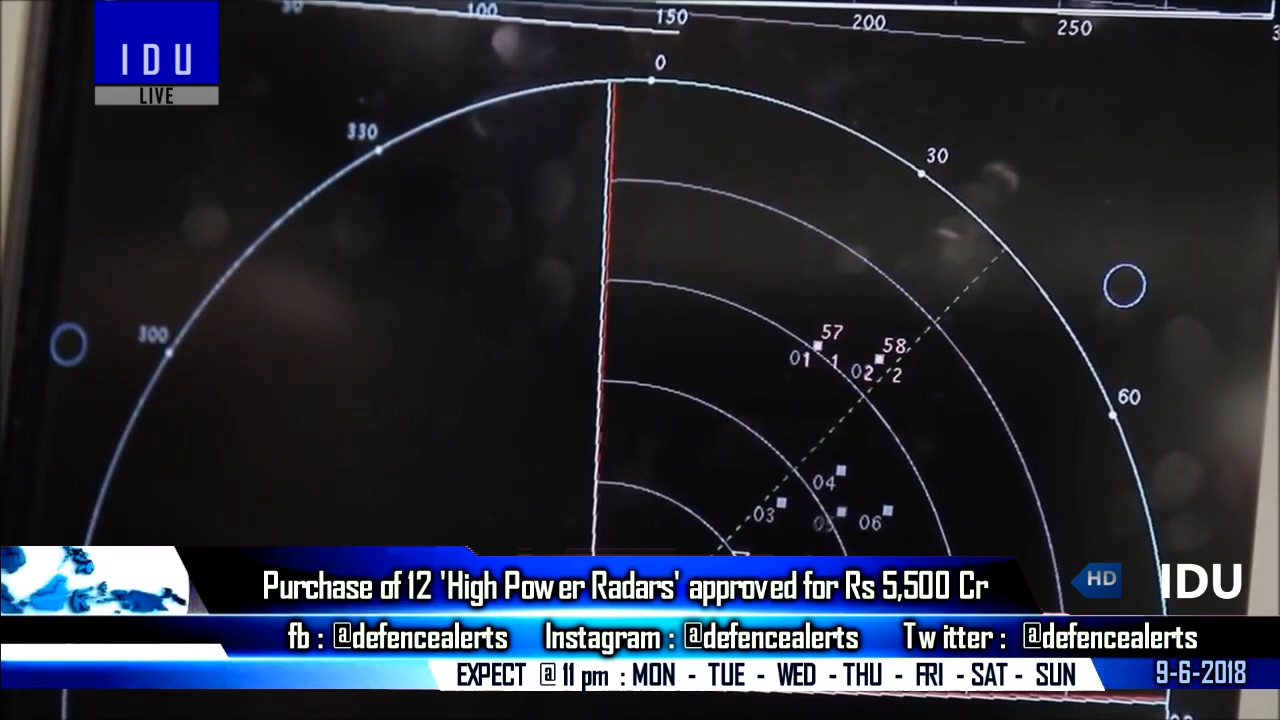 50 100 150 200 250
IDU
LIVE
0
330
30
300
60
57
58
01 1 02 2
04
03 05 06
HD IDU
Purchase of 12 'High Power Radars' approved for Rs 5,500 Cr
fb : @defencealerts Instagram : @defencealerts Twitter : @defencealerts
EXPECT @ 11 pm : MON - TUE - WED - THU - FRI - SAT - SUN 9-6-2018